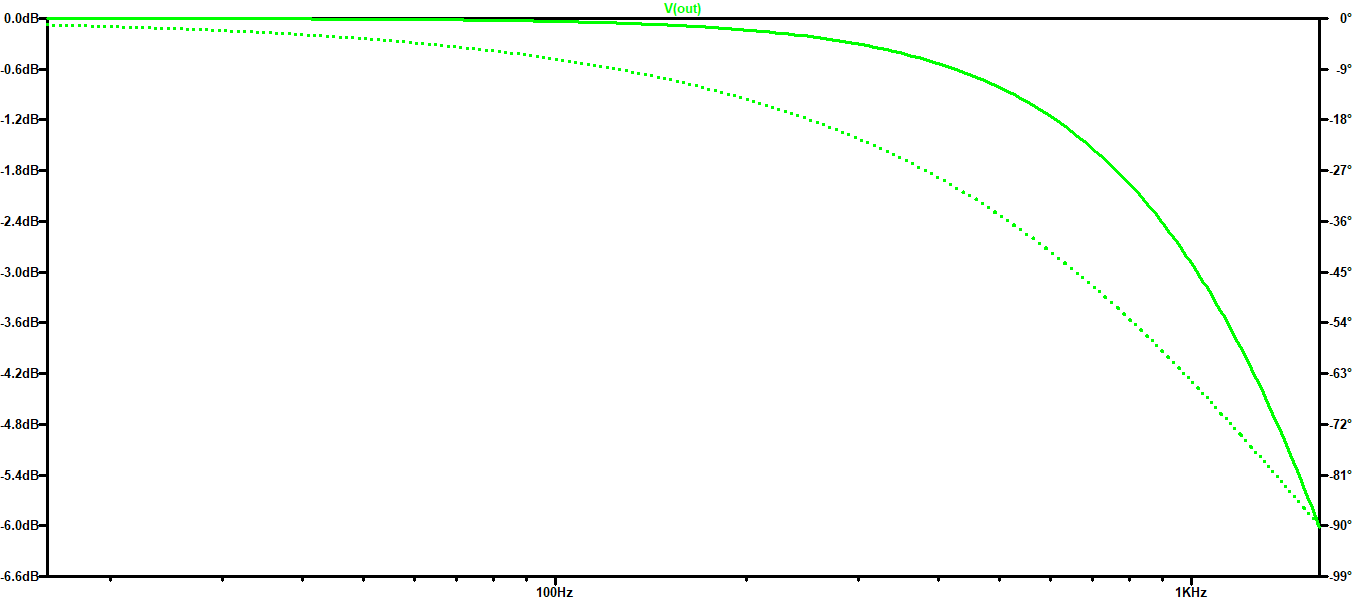 V(out)
0.0dB 0°
-0.6dB -9°
-1.2dB -18°
-1.8dB -27°
-2.4dB -36°
-3.0dB -45°
-3.6dB -54°
-4.2dB -63°
-4.8dB -72°
-5.4dB -81°
-6.0dB -90°
-6.6dB -99°
100Hz 1KHz